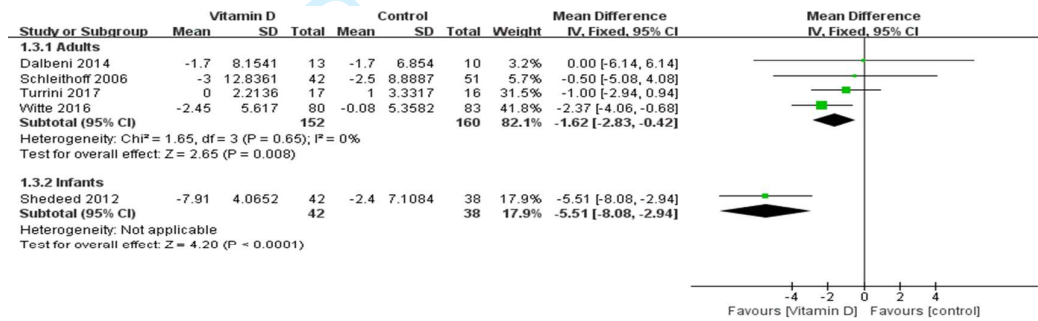 Vitamin D Control Mean Difference Mean Difference
Study or Subgroup Mean SD Total Mean SD Total Weight IV, Fixed, 95% CI IV, Fixed, 95% CI
1.3.1 Adults
Dalbeni 2014 -1.7 8.1541 13 -1.7 6.854 10 3.2% 0.00 [-6.14, 6.14]
Schleithoff 2006 -3 12.8361 42 -2.5 8.8887 51 5.7% -0.50 [-5.08, 4.08]
Turrini 2017 0 2.2136 17 1 3.3317 16 31.5% -1.00 [-2.94, 0.94]
Witte 2016 -2.45 5.617 80 -0.08 5.3582 83 41.8% -2.37 [-4.06, -0.68]
Subtotal (95% CI) 152 160 82.1% -1.62 [-2.83, -0.42]
Heterogeneity: Chi² = 1.65, df = 3 (P = 0.65); I² = 0%
Test for overall effect: Z = 2.65 (P = 0.008)
1.3.2 Infants
Shedeed 2012 -7.91 4.0652 42 -2.4 7.1084 38 17.9% -5.51 [-8.08, -2.94]
Subtotal (95% CI) 42 38 17.9% -5.51 [-8.08, -2.94]
Heterogeneity: Not applicable
Test for overall effect: Z = 4.20 (P < 0.0001)
-4 -2 0 2 4
Favours [Vitamin D] Favours [control]